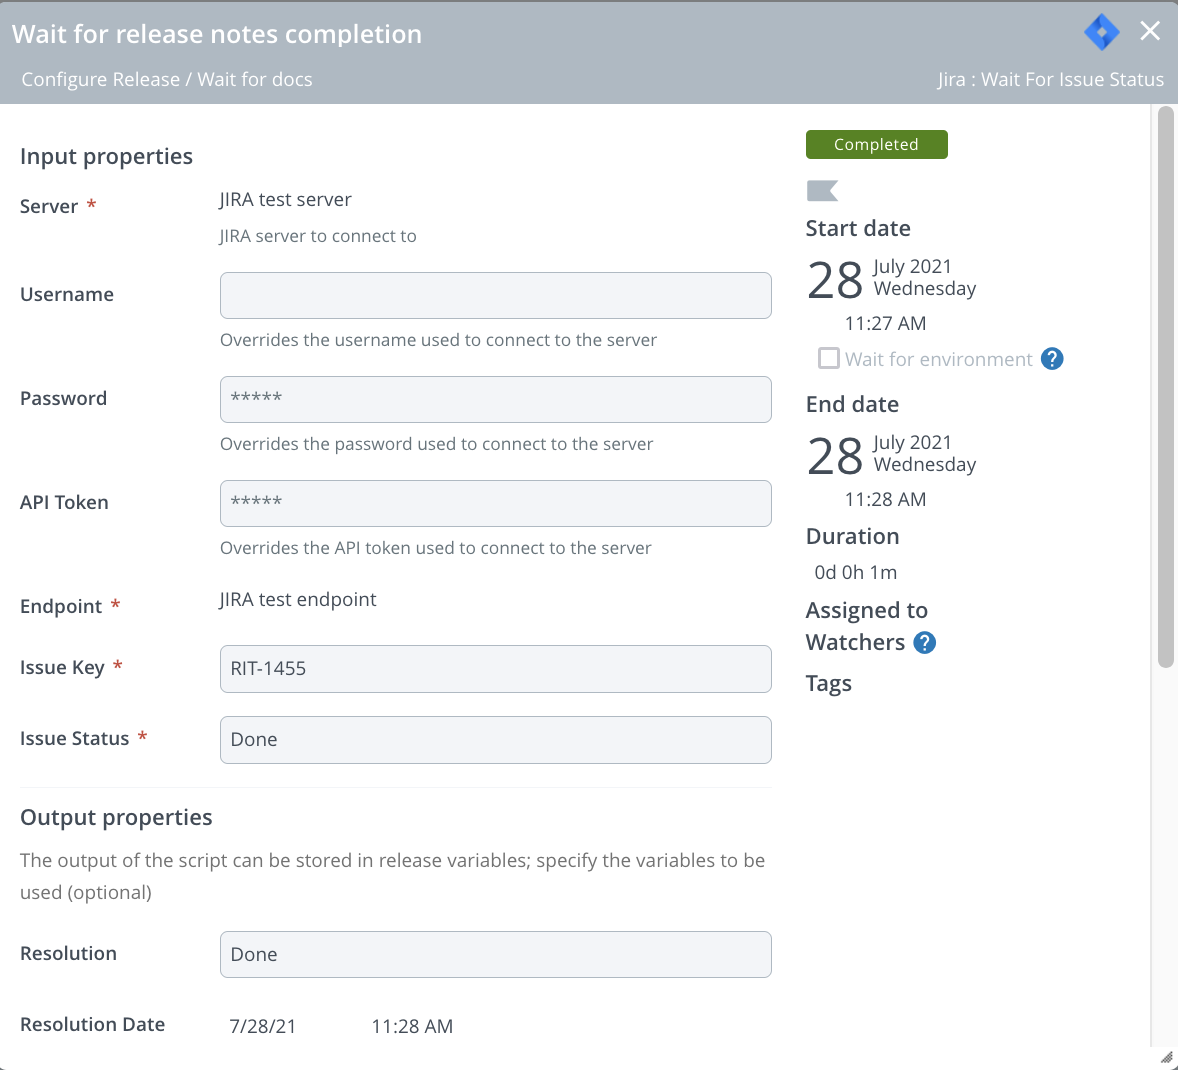 Wait for release notes completion
Configure Release / Wait for docs
Jira : Wait For Issue Status
Input properties
Server *
JIRA test server
JIRA server to connect to
Username
Overrides the username used to connect to the server
Password
*****
Overrides the password used to connect to the server
API Token
*****
Overrides the API token used to connect to the server
Endpoint *
JIRA test endpoint
Issue Key *
RIT-1455
Issue Status *
Done
Output properties
The output of the script can be stored in release variables; specify the variables to be
used (optional)
Resolution
Done
Resolution Date
7/28/21 11:28 AM
Completed
Start date
28
July 2021
Wednesday
11:27 AM
Wait for environment ?
End date
28
July 2021
Wednesday
11:28 AM
Duration
0d 0h 1m
Assigned to
Watchers ?
Tags